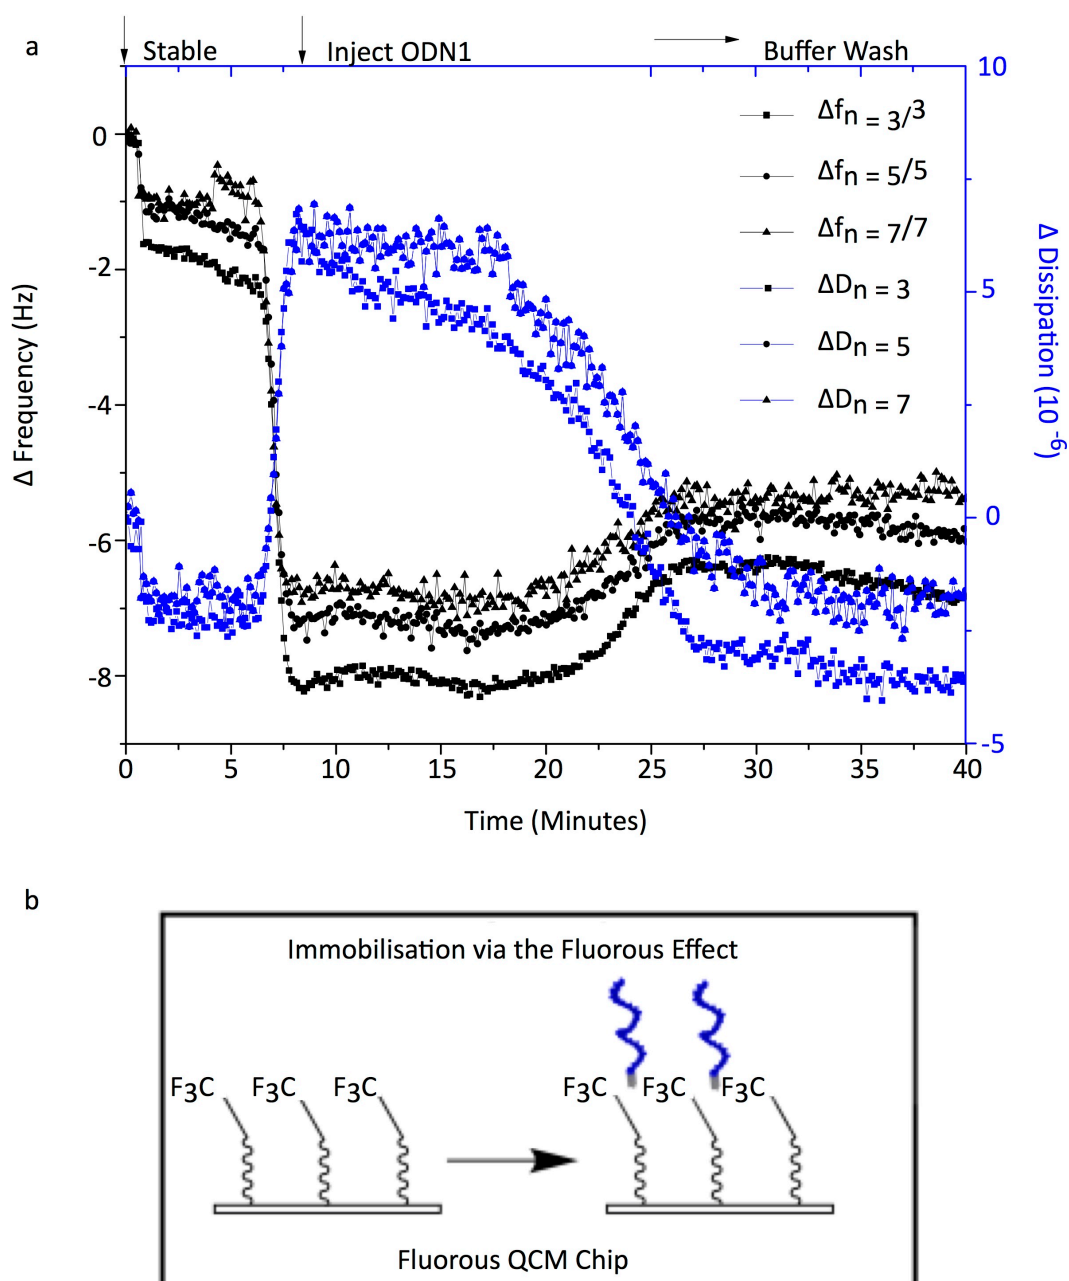 a
Stable
Inject ODN1
Buffer Wash
10
Δfn = 3/3
0
Δfn = 5/5
Δfn = 7/7
-2
ΔDn = 3
5
ΔDn = 5
-4
ΔDn = 7
Δ Frequency (Hz)
Δ Dissipation (10-6)
0
-6
-8
-5
0 5 10 15 20 25 30 35 40
Time (Minutes)
b
Immobilisation via the Fluorous Effect
F3C F3C F3C F3C F3C F3C
Fluorous QCM Chip